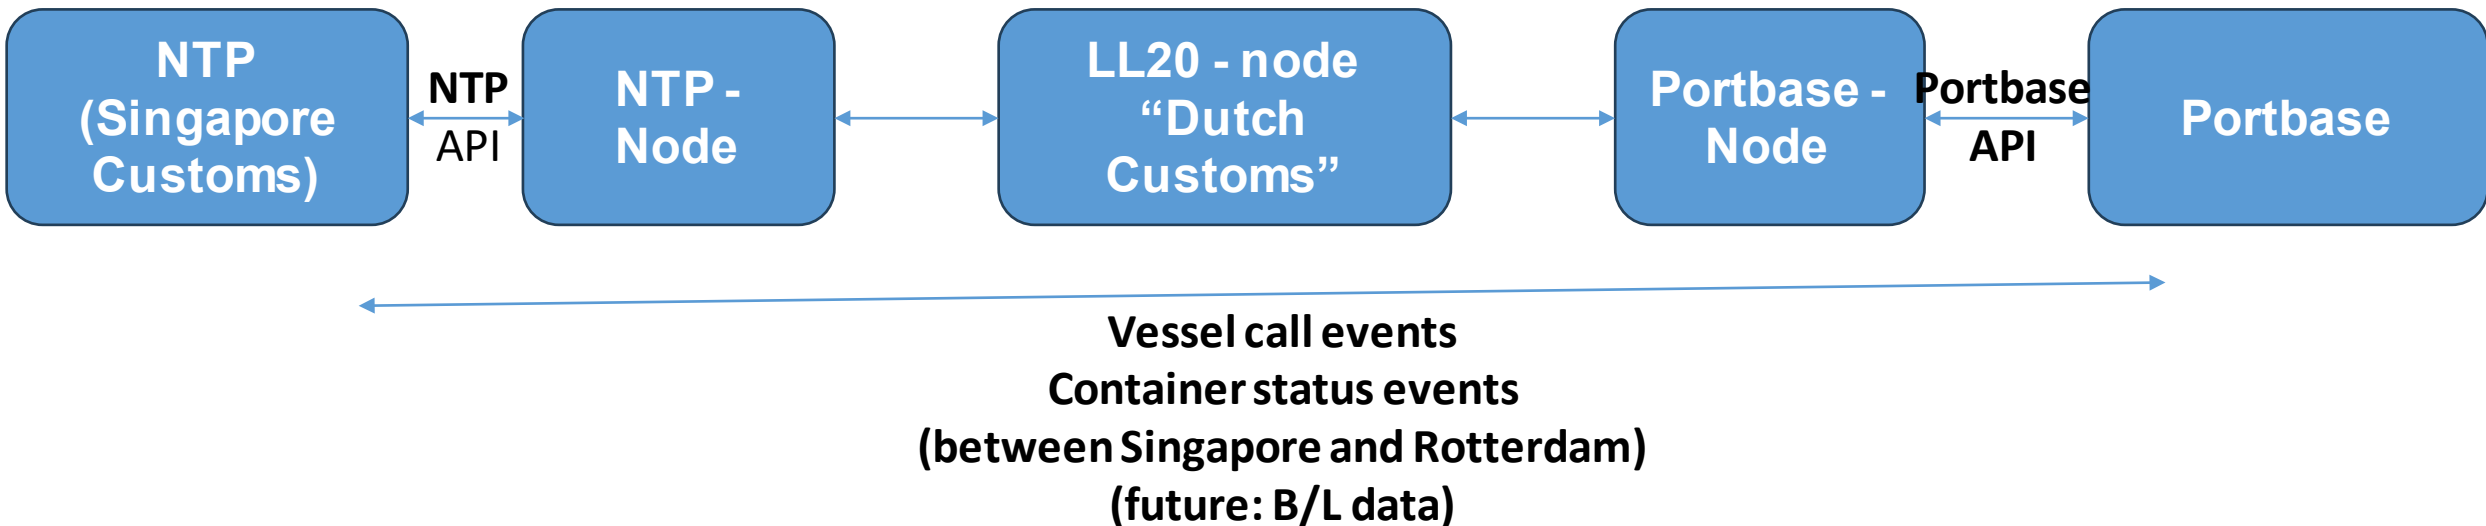 NTP
(Singapore
Customs)
NTP
API
NTP -
Node
LL20 - node
“Dutch
Customs”
Portbase -
Node
Portbase
API
Portbase
Vessel call events
Container status events
(between Singapore and Rotterdam)
(future: B/L data)